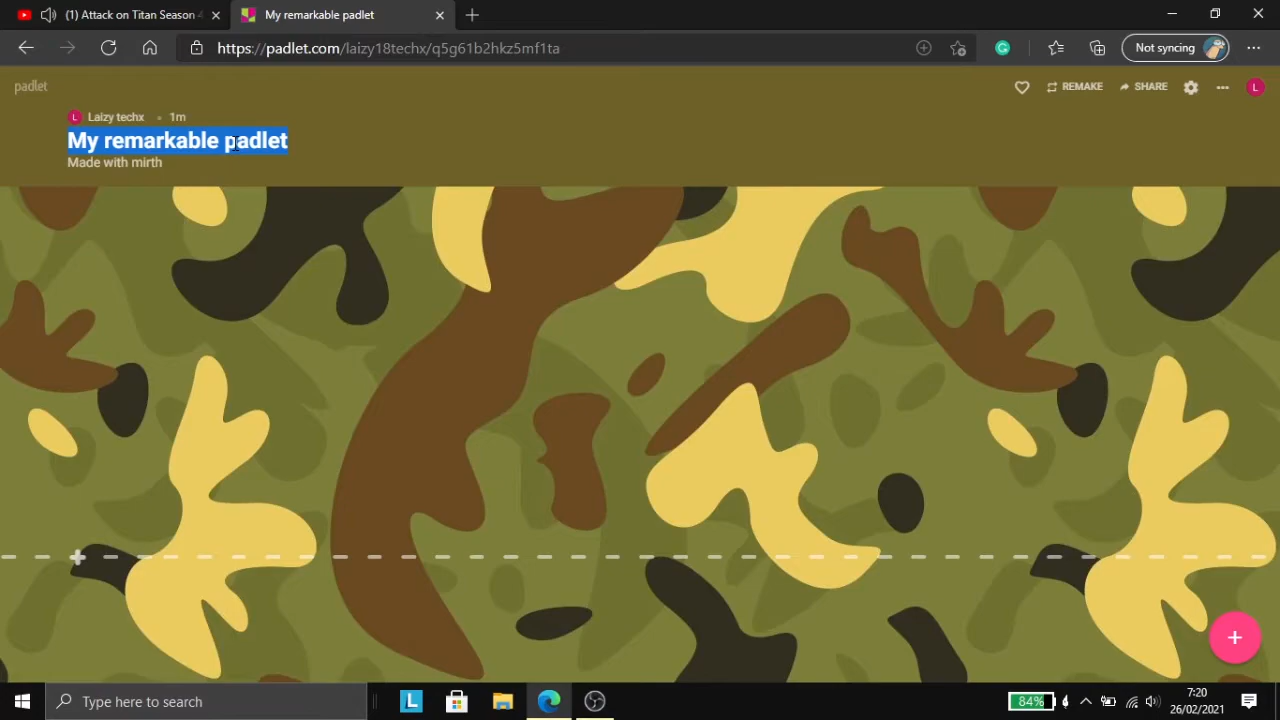 (1) Attack on Titan Season 4
My remarkable padlet
https://padlet.com/laizy18techx/q5g61b2hkz5mf1ta
Not syncing
padlet
REMAKE
SHARE
L
L
Laizy techx
1m
My remarkable padlet
Made with mirth
Type here to search
L
84%
7:20
26/02/2021